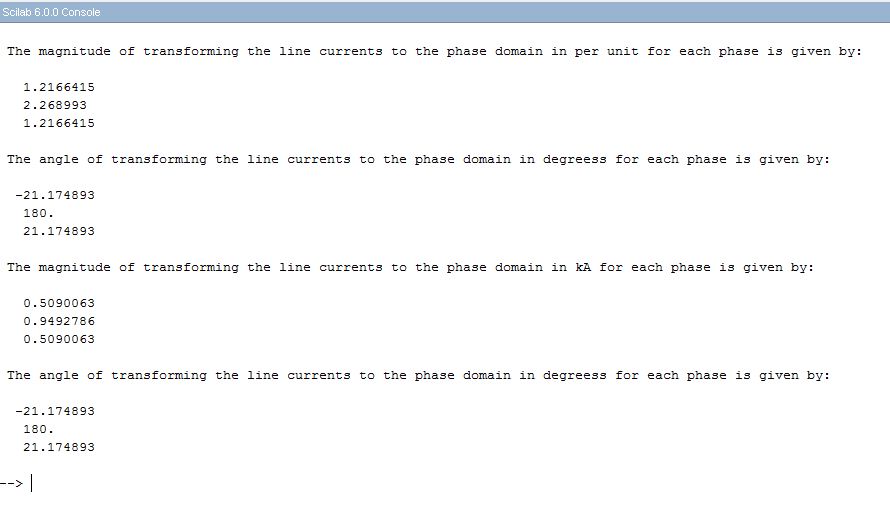 Scilab 6.0.0 Console
The magnitude of transforming the line currents to the phase domain in per unit for each phase is given by:
1.2166415
2.268993
1.2166415
The angle of transforming the line currents to the phase domain in degreess for each phase is given by:
-21.174893
180.
21.174893
The magnitude of transforming the line currents to the phase domain in kA for each phase is given by:
0.5090063
0.9492786
0.5090063
The angle of transforming the line currents to the phase domain in degreess for each phase is given by:
-21.174893
180.
21.174893
-->